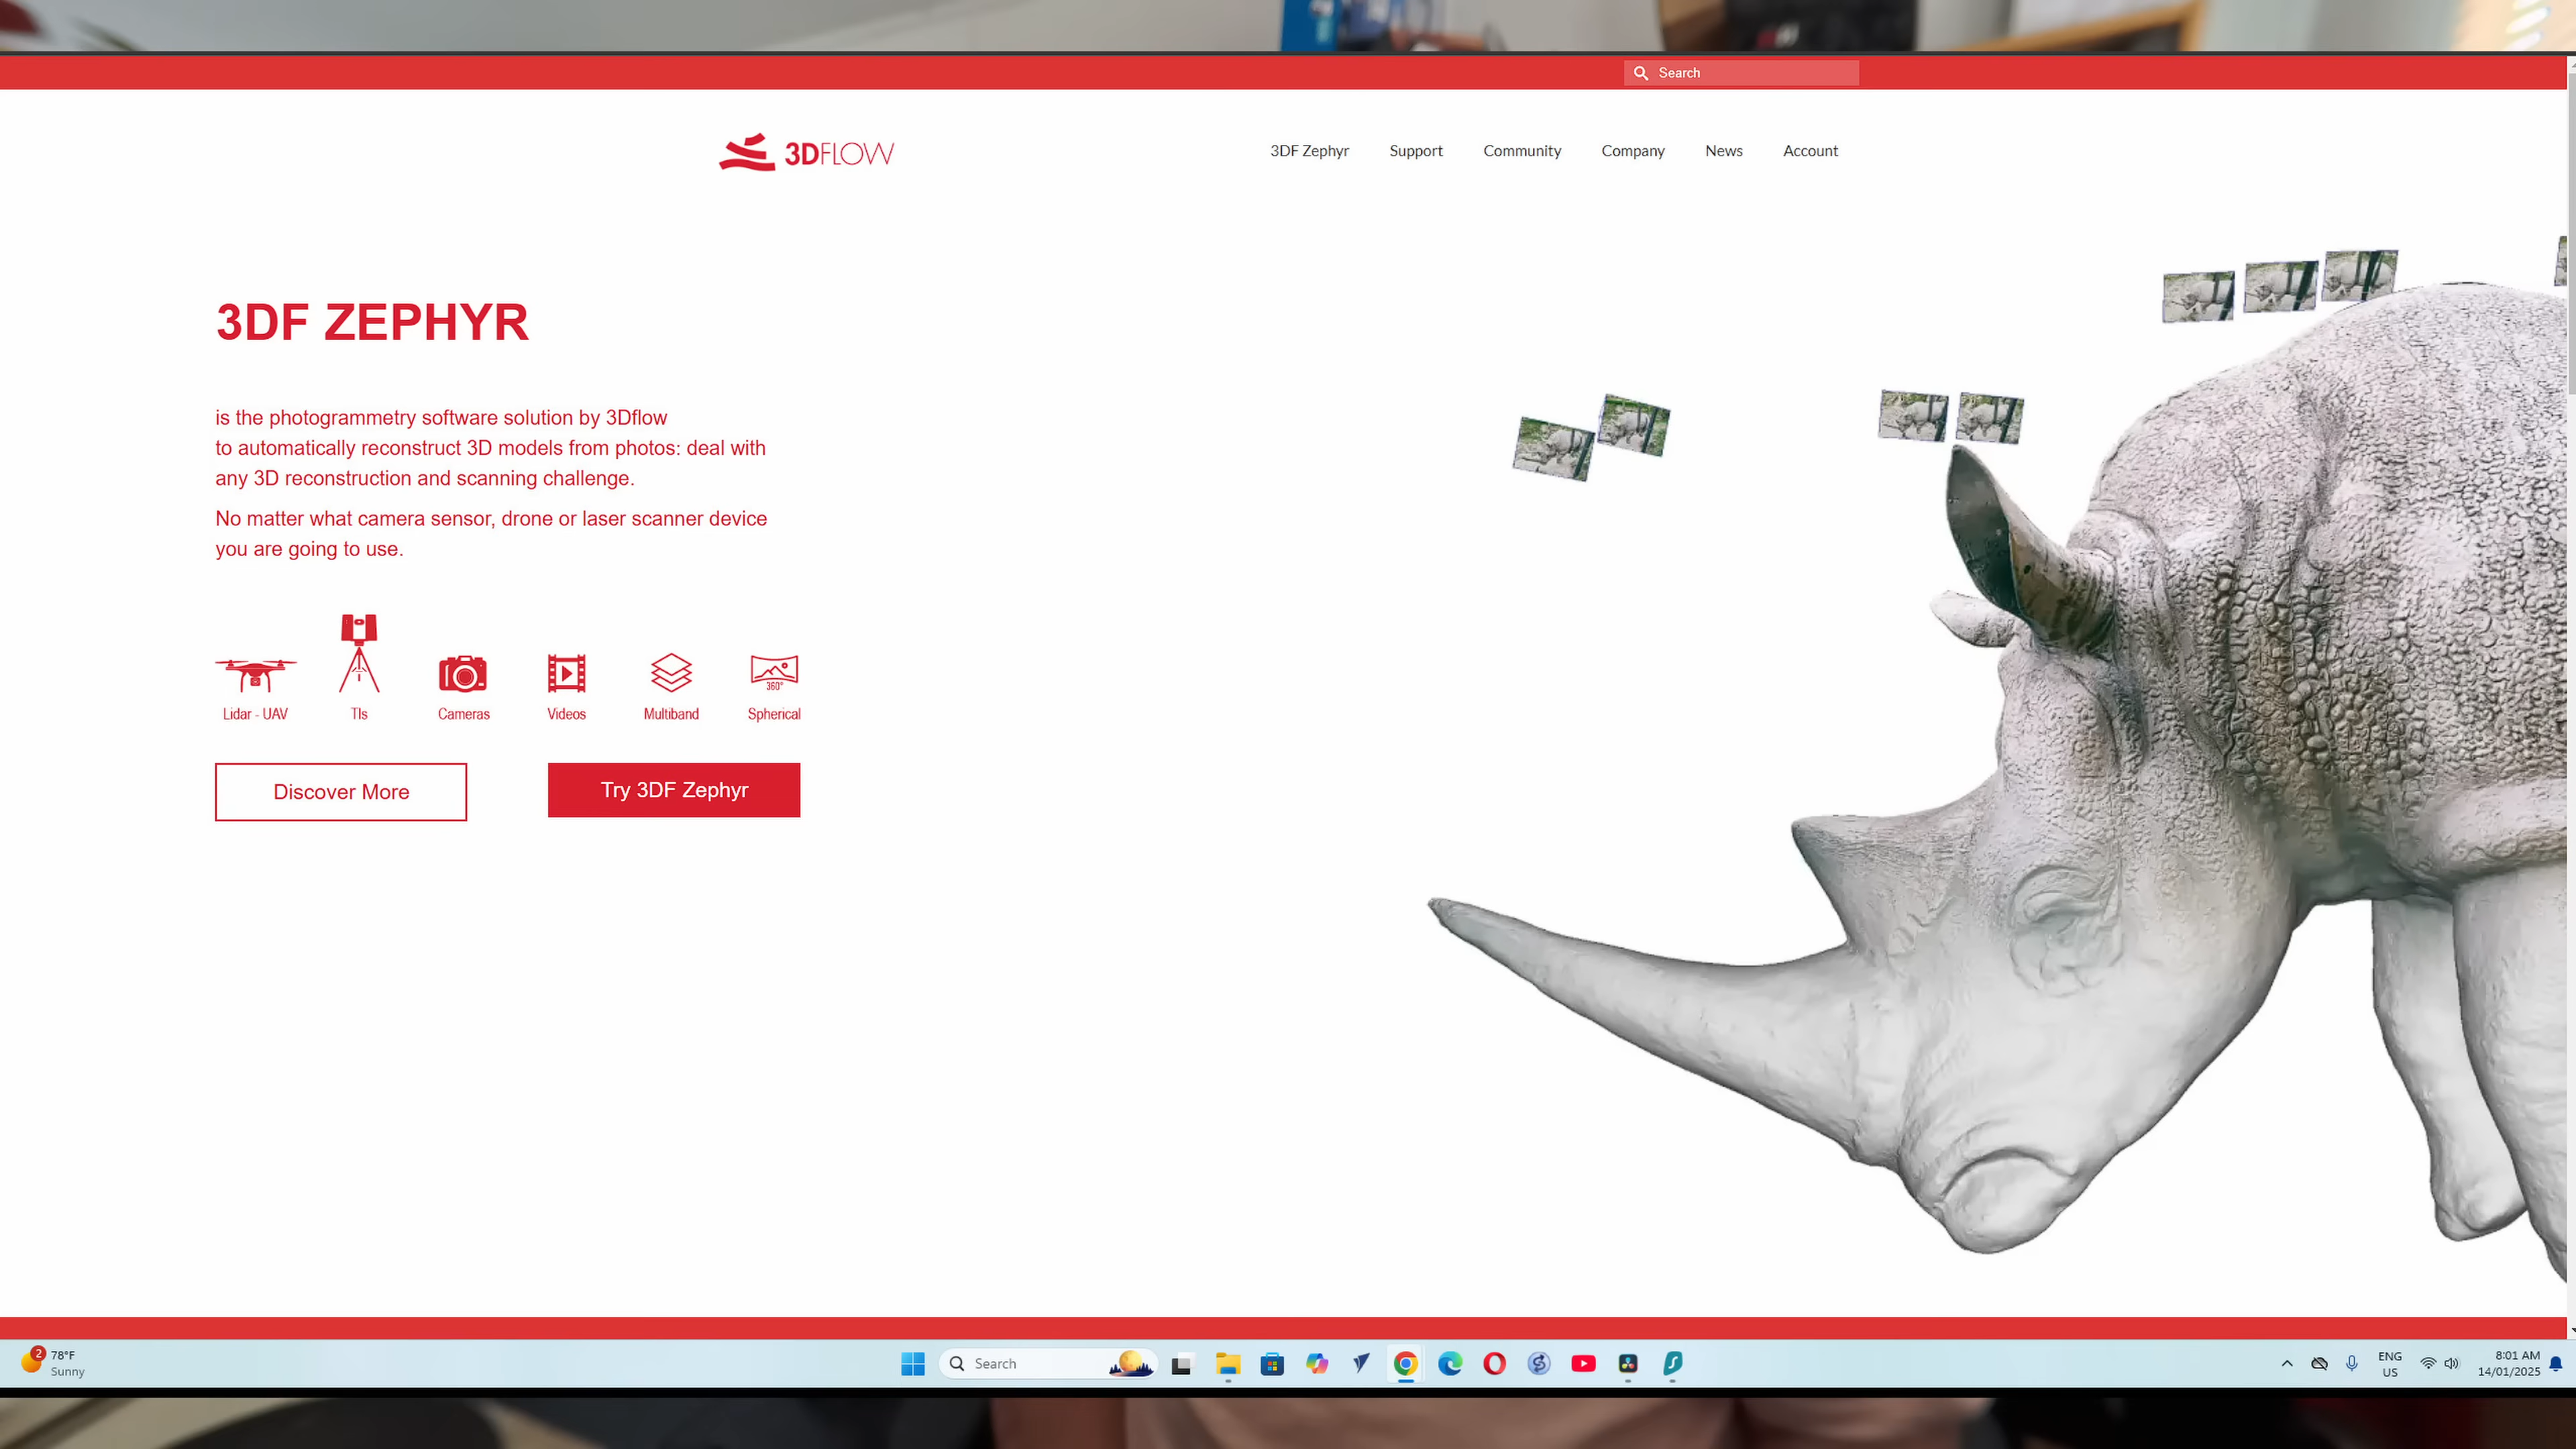 Search
3DFLOW
3DF Zephyr
Support
Community
Company
News
Account
3DF ZEPHYR
is the photogrammetry software solution by 3Dflow
to automatically reconstruct 3D models from photos: deal with
any 3D reconstruction and scanning challenge.
No matter what camera sensor, drone or laser scanner device
you are going to use.
360°
Lidar - UAV
Tls
Cameras
Videos
Multiband
Spherical
Discover More
Try 3DF Zephyr
2
78°F
Sunny
Search
ENG
US
8:01 AM
14/01/2025